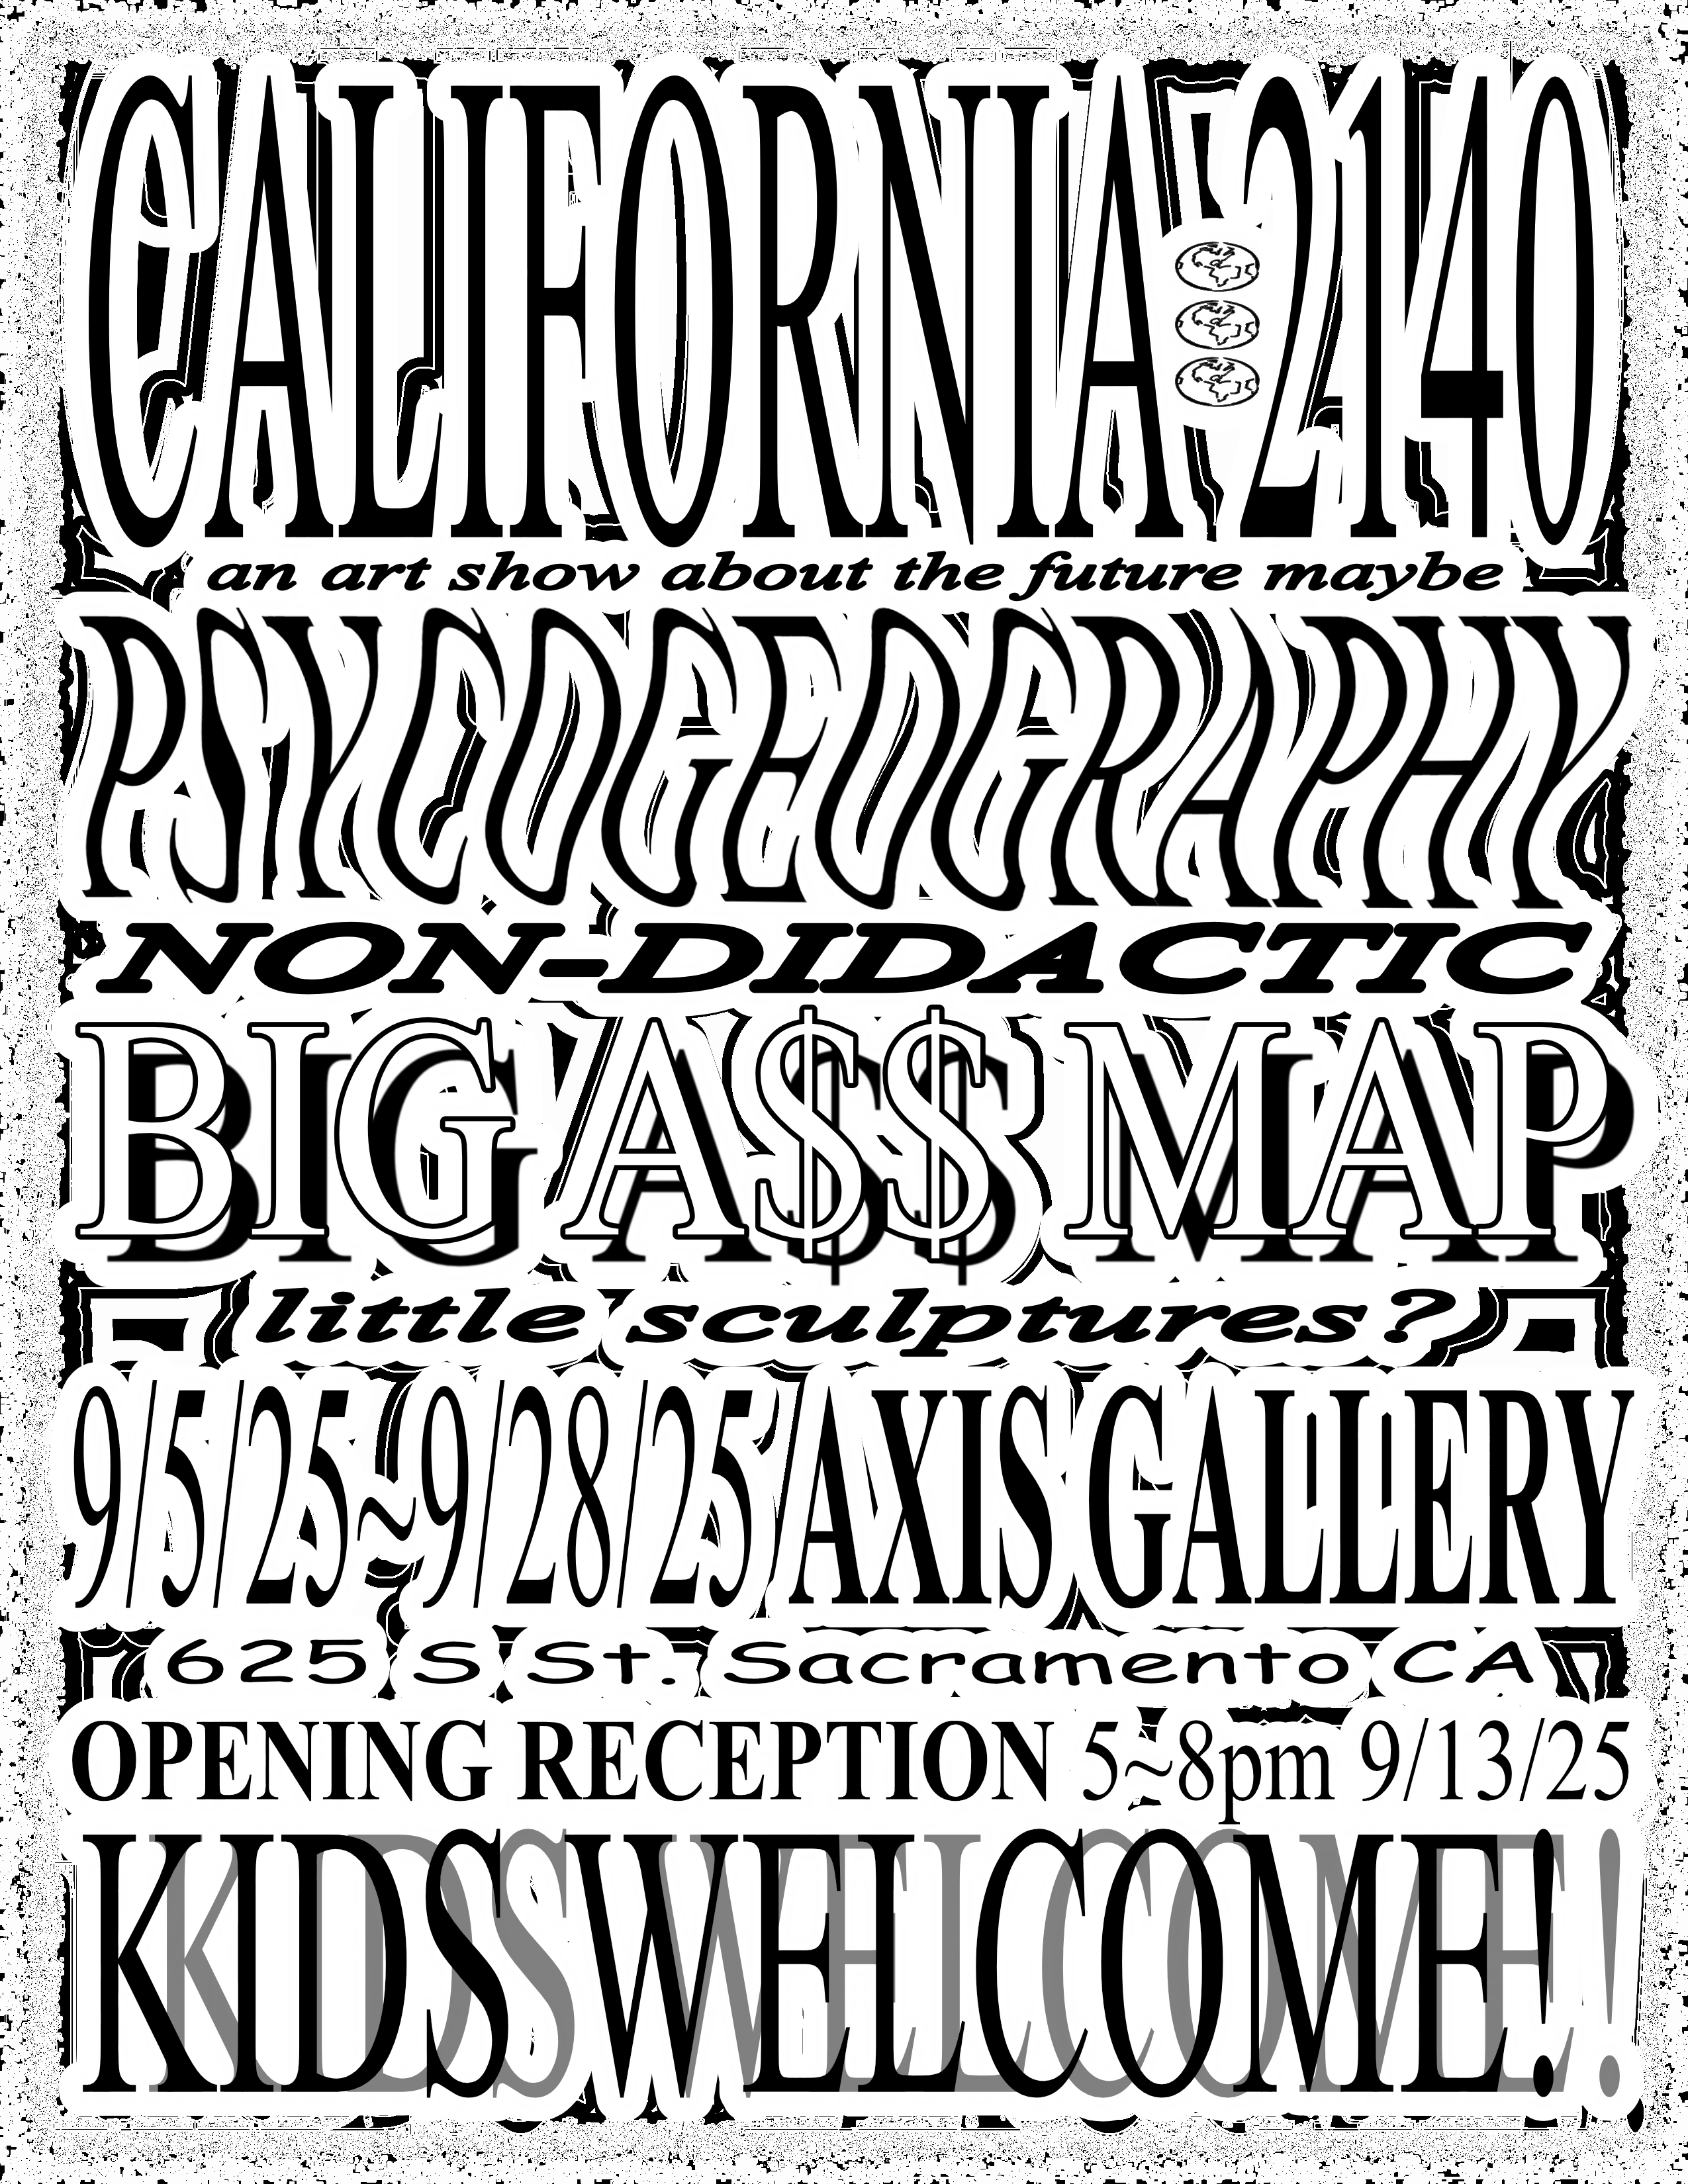 CALIFORNIA 2140
an art show about the future maybe
PSYCOGEOGRAPHY
NON-DIDACTIC
BIG A$$ MAP
little sculptures?
9/5/25~9/28/25 AXIS GALLERY
625 S St. Sacramento CA
OPENING RECEPTION 5~8pm 9/13/25
KIDS WELCOME!